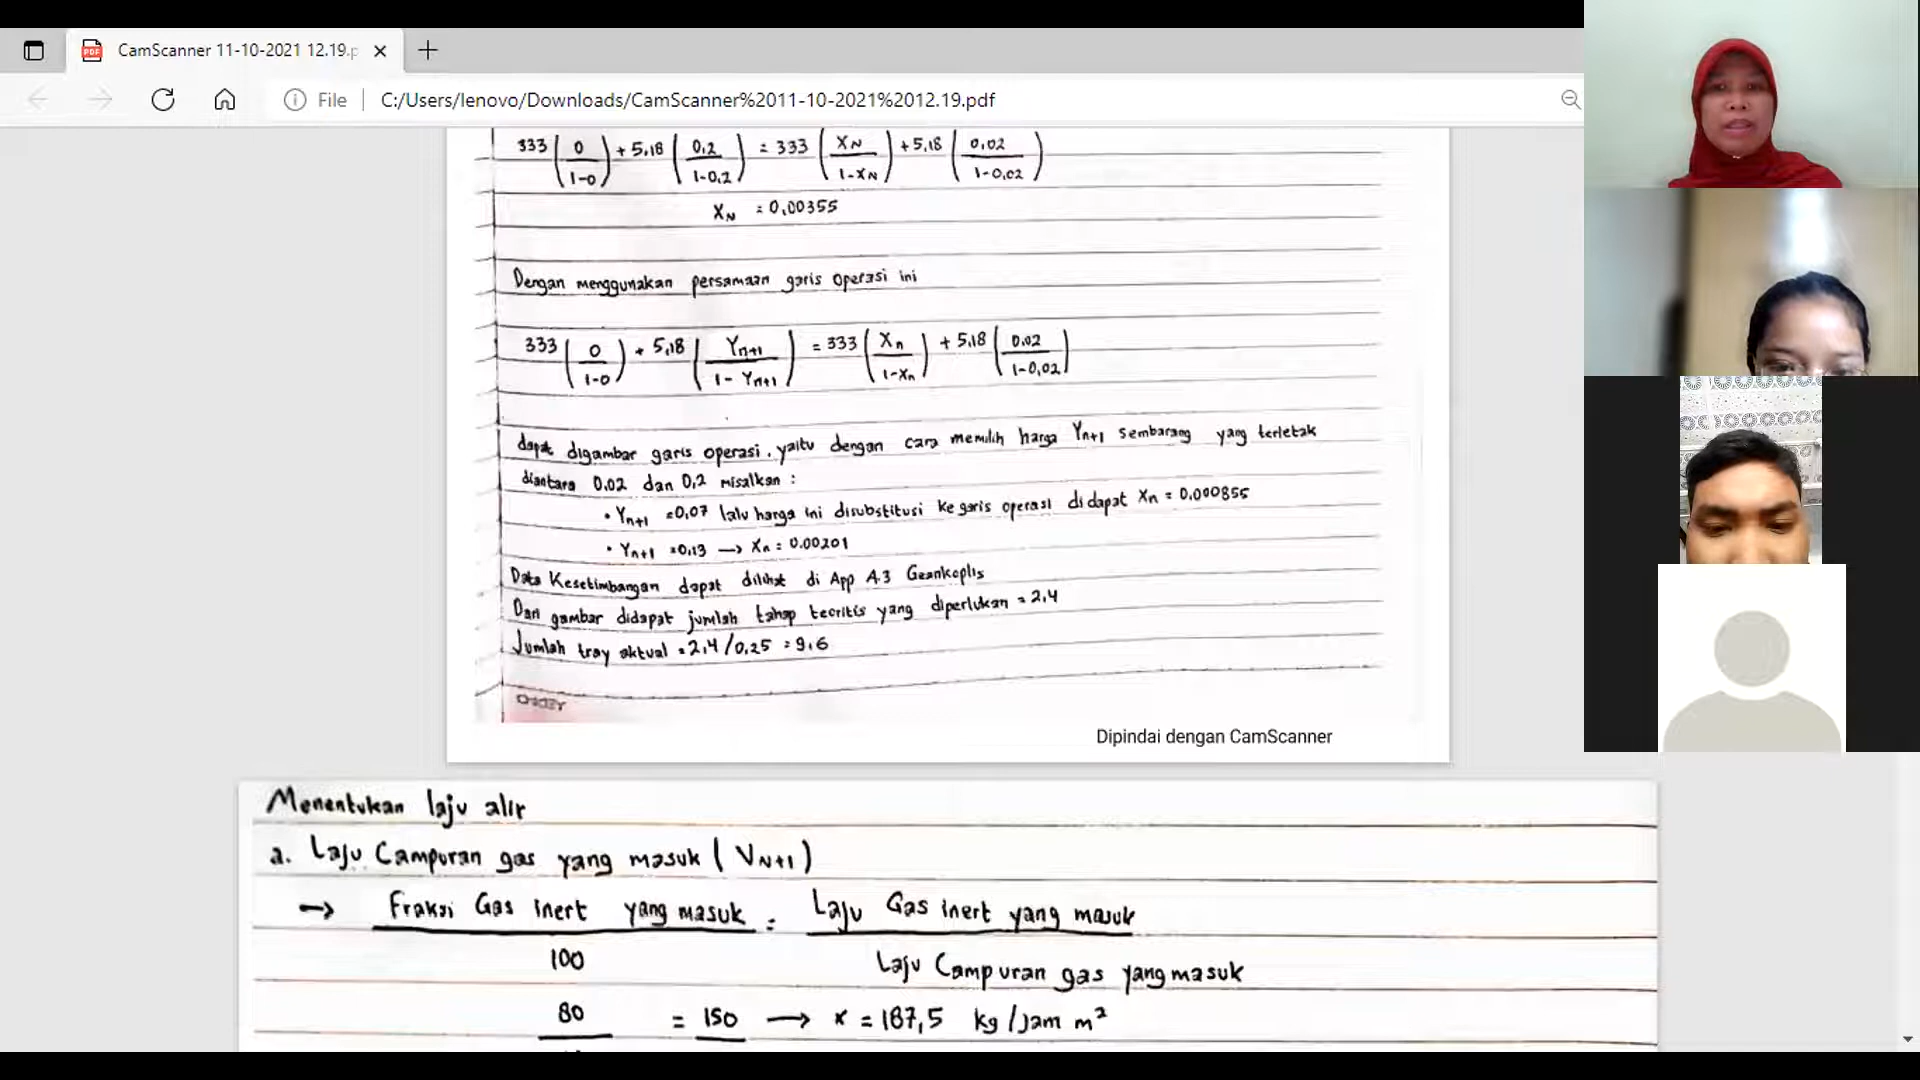 CamScanner 11-10-2021 12.19.p
File C:/Users/lenovo/Downloads/CamScanner%2011-10-2021%2012.19.pdf
333 (0/1-0) + 5,18 (0,2/1-0,2) = 333 (XN/1-XN) + 5,18 (0,02/1-0,02)
XN = 0,00355
Dengan menggunakan persamaan garis operasi ini
333 (0/1-0) + 5,18 (Yn+1/1-Yn+1) = 333 (Xn/1-Xn) + 5,18 (0,02/1-0,02)
dapat digambar garis operasi, yaitu dengan cara memilih harga Yn+1 sembarang yang terletak
diantara 0,02 dan 0,2 misalkan :
• Yn+1 =0,07 lalu harga ini disubstitusi ke garis operasi didapat Xn = 0,000855
• Yn+1 =0,13 → Xn = 0.00201
Data Kesetimbangan dapat dilihat di App A.3 Geankoplis
Dari gambar didapat jumlah tahap teoritis yang diperlukan = 2,4
Jumlah tray aktual = 2,4/0,25 = 9,6
Dipindai dengan CamScanner
Menentukan laju alir
a. Laju Campuran gas yang masuk (VN+1)
→ Fraksi Gas inert yang masuk = Laju Gas inert yang masuk
100 Laju Campuran gas yang masuk
80 = 150 → x = 187,5 kg/jam m²